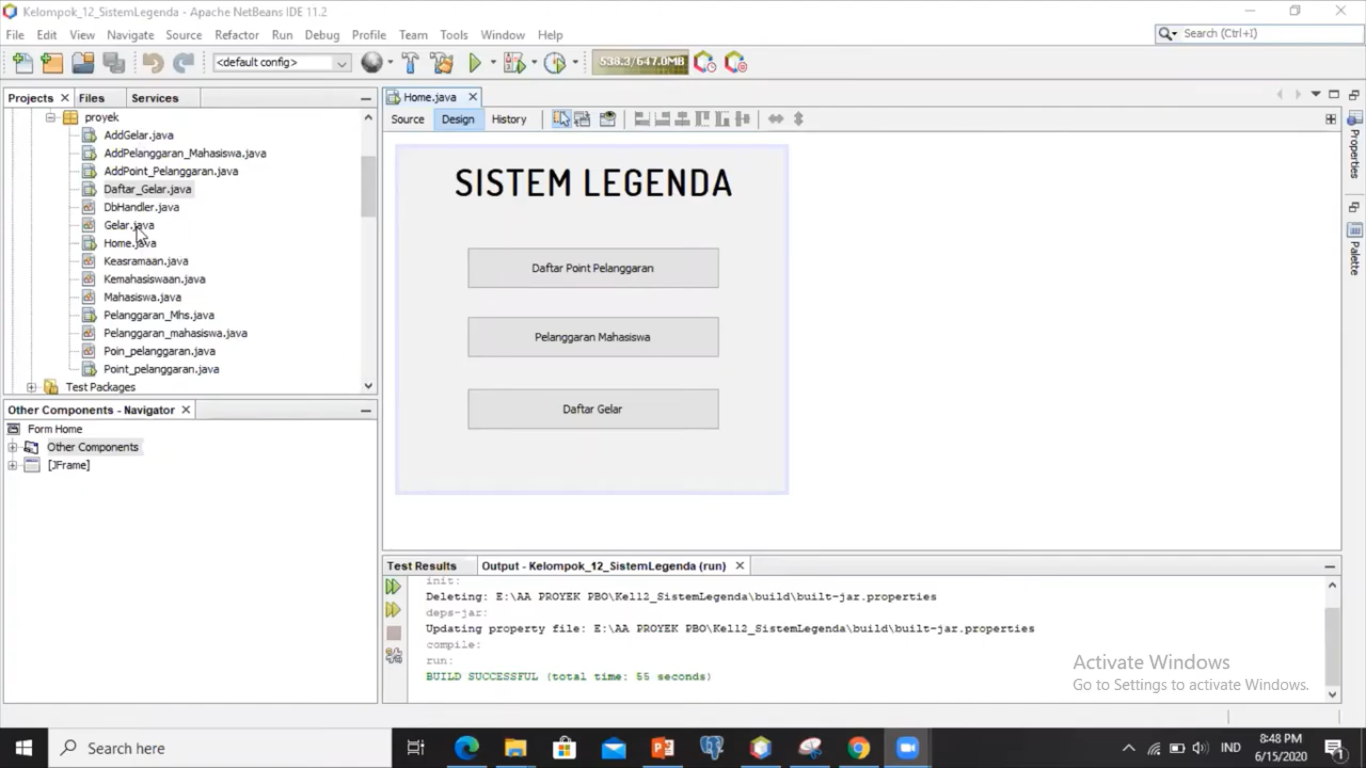 Kelompok_12_SistemLegenda - Apache NetBeans IDE 11.2
File Edit View Navigate Source Refactor Run Debug Profile Team Tools Window Help
Search (Ctrl+I)
<default config>
538.3/647.0MB
Projects Files Services
Home.java
Source Design History
proyek
AddGelar.java
AddPelanggaran_Mahasiswa.java
AddPoint_Pelanggaran.java
Daftar_Gelar.java
DbHandler.java
Gelar.java
Home.java
Keasramaan.java
Kemahasiswaan.java
Mahasiswa.java
Pelanggaran_Mhs.java
Pelanggaran_mahasiswa.java
Poin_pelanggaran.java
Point_pelanggaran.java
Test Packages
SISTEM LEGENDA
Daftar Point Pelanggaran
Pelanggaran Mahasiswa
Daftar Gelar
Properties
Palette
Other Components - Navigator
Form Home
Other Components
[JFrame]
Test Results Output - Kelompok_12_SistemLegenda (run)
init:
Deleting: E:\AA PROYEK PBO\Kel12_SistemLegenda\build\built-jar.properties
deps-jar:
Updating property file: E:\AA PROYEK PBO\Kel12_SistemLegenda\build\built-jar.properties
compile:
run:
BUILD SUCCESSFUL (total time: 55 seconds)
Activate Windows
Go to Settings to activate Windows.
Search here
IND
8:48 PM
6/15/2020
1